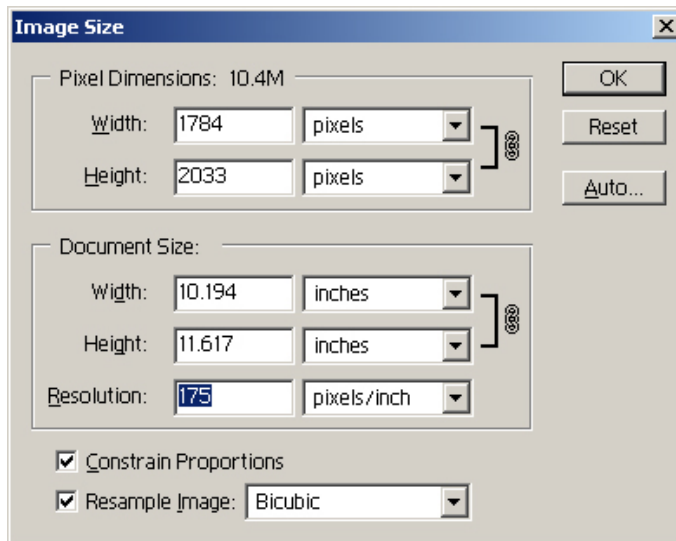 Image Size
Pixel Dimensions: 10.4M
OK
Width: 1784 pixels
Reset
Height: 2033 pixels
Auto...
Document Size:
Width: 10.194 inches
Height: 11.617 inches
Resolution: 175 pixels/inch
Constrain Proportions
Resample Image: Bicubic